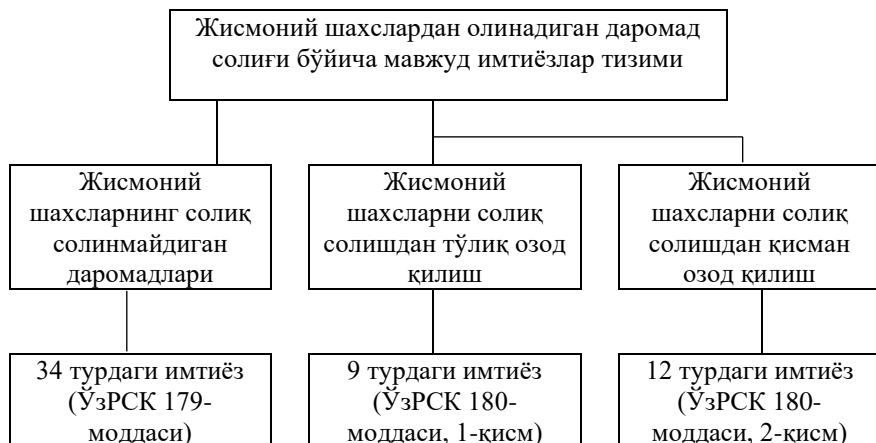 Жисмоний шахслардан олинадиган даромад
солиғи бўйича мавжуд имтиёзлар тизими
Жисмоний
шахсларнинг солиқ
солинмайдиган
даромадлари
Жисмоний
шахсларни солиқ
солишдан тўлиқ озод
қилиш
Жисмоний
шахсларни солиқ
солишдан қисман
озод қилиш
34 турдаги имтиёз
(ЎзРСК 179-
моддаси)
9 турдаги имтиёз
(ЎзРСК 180-
моддаси, 1-қисм)
12 турдаги имтиёз
(ЎзРСК 180-
моддаси, 2-қисм)